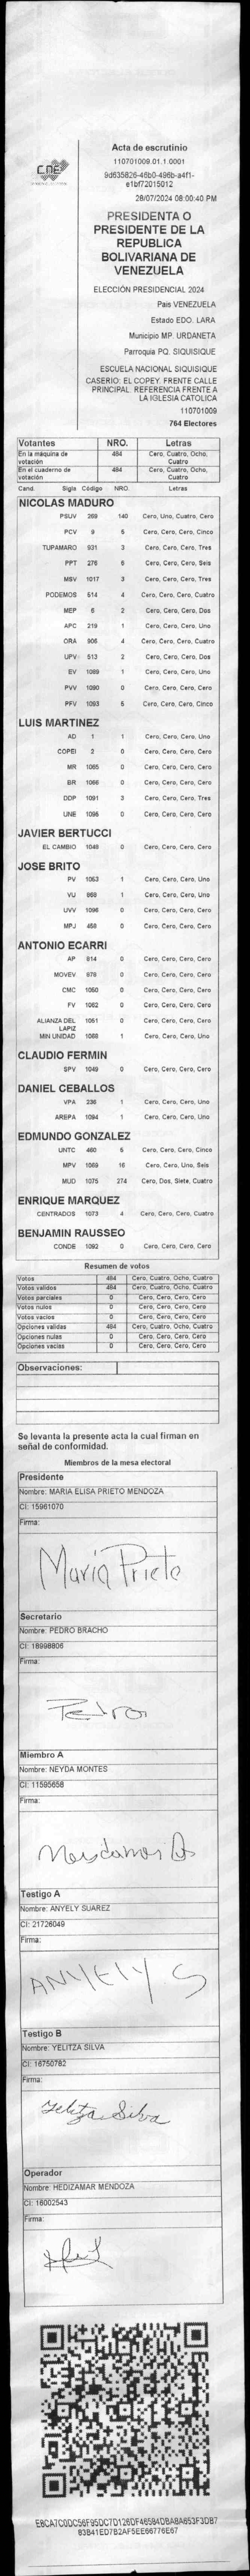 CNE
Acta de escrutinio
110701009.01.1.0001
9d635826-46b0-496b-a4f1-
e1bf72015012
28/07/2024 08:00:40 PM
PRESIDENTA O
PRESIDENTE DE LA
REPUBLICA
BOLIVARIANA DE
VENEZUELA
ELECCIÓN PRESIDENCIAL 2024
Pais VENEZUELA
Estado EDO. LARA
Municipio MP. URDANETA
Parroquia PQ. SIQUISIQUE
ESCUELA NACIONAL SIQUISIQUE
CASERIO: EL COPEY. FRENTE CALLE
PRINCIPAL. REFERENCIA FRENTE A
LA IGLESIA CATOLICA
110701009
764 Electores
Votantes NRO. Letras
En la máquina de votación 484 Cero, Cuatro, Ocho, Cuatro
En el cuaderno de votación 484 Cero, Cuatro, Ocho, Cuatro
Cand. Sigla Código NRO. Letras
NICOLAS MADURO
PSUV 269 140 Cero, Uno, Cuatro, Cero
PCV 9 5 Cero, Cero, Cero, Cinco
TUPAMARO 931 3 Cero, Cero, Cero, Tres
PPT 276 6 Cero, Cero, Cero, Seis
MSV 1017 3 Cero, Cero, Cero, Tres
PODEMOS 514 4 Cero, Cero, Cero, Cuatro
MEP 5 2 Cero, Cero, Cero, Dos
APC 219 1 Cero, Cero, Cero, Uno
ORA 906 4 Cero, Cero, Cero, Cuatro
UPV 513 2 Cero, Cero, Cero, Dos
EV 1089 1 Cero, Cero, Cero, Uno
PVV 1090 0 Cero, Cero, Cero, Cero
PFV 1093 5 Cero, Cero, Cero, Cinco
LUIS MARTINEZ
AD 1 1 Cero, Cero, Cero, Uno
COPEI 2 0 Cero, Cero, Cero, Cero
MR 1065 0 Cero, Cero, Cero, Cero
BR 1066 0 Cero, Cero, Cero, Cero
DDP 1091 3 Cero, Cero, Cero, Tres
UNE 1095 0 Cero, Cero, Cero, Cero
JAVIER BERTUCCI
EL CAMBIO 1048 0 Cero, Cero, Cero, Cero
JOSE BRITO
PV 1053 1 Cero, Cero, Cero, Uno
VU 868 1 Cero, Cero, Cero, Uno
UVV 1096 0 Cero, Cero, Cero, Cero
MPJ 458 0 Cero, Cero, Cero, Cero
ANTONIO ECARRI
AP 814 0 Cero, Cero, Cero, Cero
MOVEV 878 0 Cero, Cero, Cero, Cero
CMC 1050 0 Cero, Cero, Cero, Cero
FV 1052 0 Cero, Cero, Cero, Cero
ALIANZA DEL LAPIZ 1051 0 Cero, Cero, Cero, Cero
MIN UNIDAD 1088 1 Cero, Cero, Cero, Uno
CLAUDIO FERMIN
SPV 1049 0 Cero, Cero, Cero, Cero
DANIEL CEBALLOS
VPA 236 1 Cero, Cero, Cero, Uno
AREPA 1094 1 Cero, Cero, Cero, Uno
EDMUNDO GONZALEZ
UNTC 460 5 Cero, Cero, Cero, Cinco
MPV 1069 16 Cero, Cero, Uno, Seis
MUD 1075 274 Cero, Dos, Siete, Cuatro
ENRIQUE MARQUEZ
CENTRADOS 1073 4 Cero, Cero, Cero, Cuatro
BENJAMIN RAUSSEO
CONDE 1092 0 Cero, Cero, Cero, Cero
Resumen de votos
Votos 484 Cero, Cuatro, Ocho, Cuatro
Votos validos 484 Cero, Cuatro, Ocho, Cuatro
Votos parciales 0 Cero, Cero, Cero, Cero
Votos nulos 0 Cero, Cero, Cero, Cero
Votos vacios 0 Cero, Cero, Cero, Cero
Opciones validas 484 Cero, Cuatro, Ocho, Cuatro
Opciones nulas 0 Cero, Cero, Cero, Cero
Opciones vacias 0 Cero, Cero, Cero, Cero
Observaciones:
Se levanta la presente acta la cual firman en
señal de conformidad.
Miembros de la mesa electoral
Presidente
Nombre: MARIA ELISA PRIETO MENDOZA
CI: 15961070
Firma:
Maria Prieto
Secretario
Nombre: PEDRO BRACHO
CI: 18998806
Firma:
Pedro
Miembro A
Nombre: NEYDA MONTES
CI: 11595658
Firma:
Testigo A
Nombre: ANYELY SUAREZ
CI: 21726049
Firma:
ANYELY S
Testigo B
Nombre: YELITZA SILVA
CI: 16750782
Firma:
Yelitza Silva
Operador
Nombre: HEDIZAMAR MENDOZA
CI: 18002543
Firma: